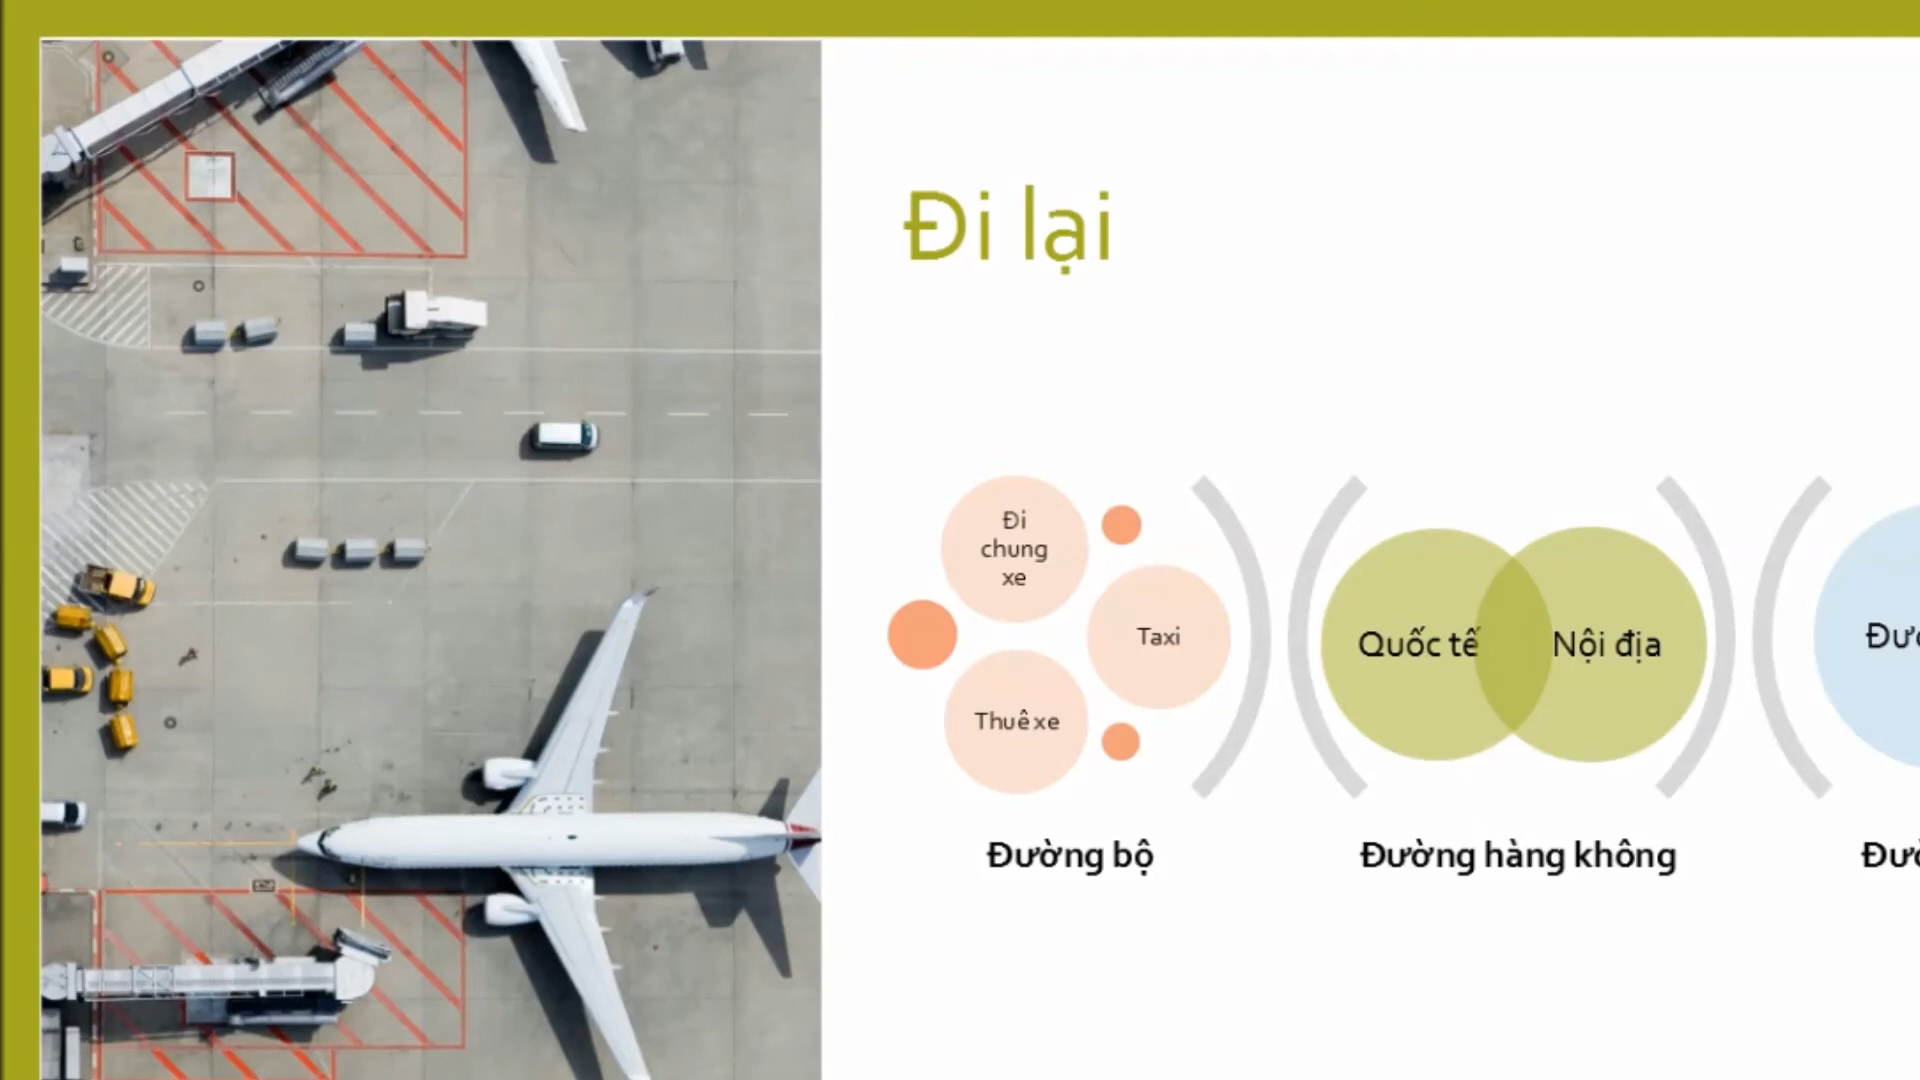 Đi lại
Đi
chung
xe
Taxi
Thuê xe
Quốc tế
Nội địa
Đường bộ
Đường hàng không